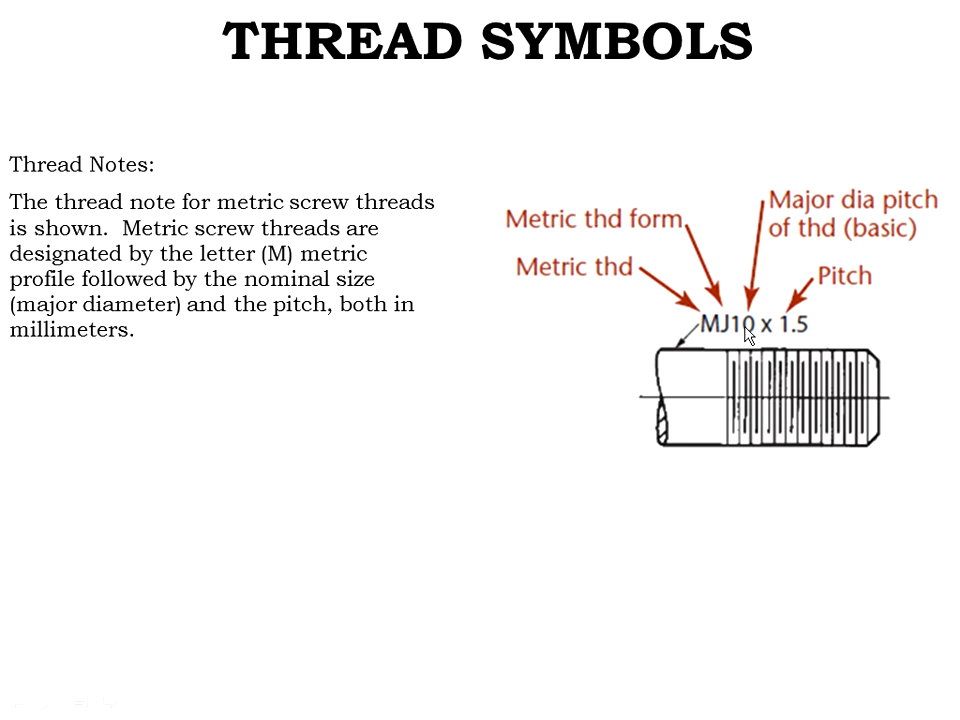 THREAD SYMBOLS
Thread Notes:
The thread note for metric screw threads
is shown.  Metric screw threads are
designated by the letter (M) metric
profile followed by the nominal size
(major diameter) and the pitch, both in
millimeters.
Major dia pitch
of thd (basic)
Metric thd form
Metric thd
Pitch
MJ10 x 1.5